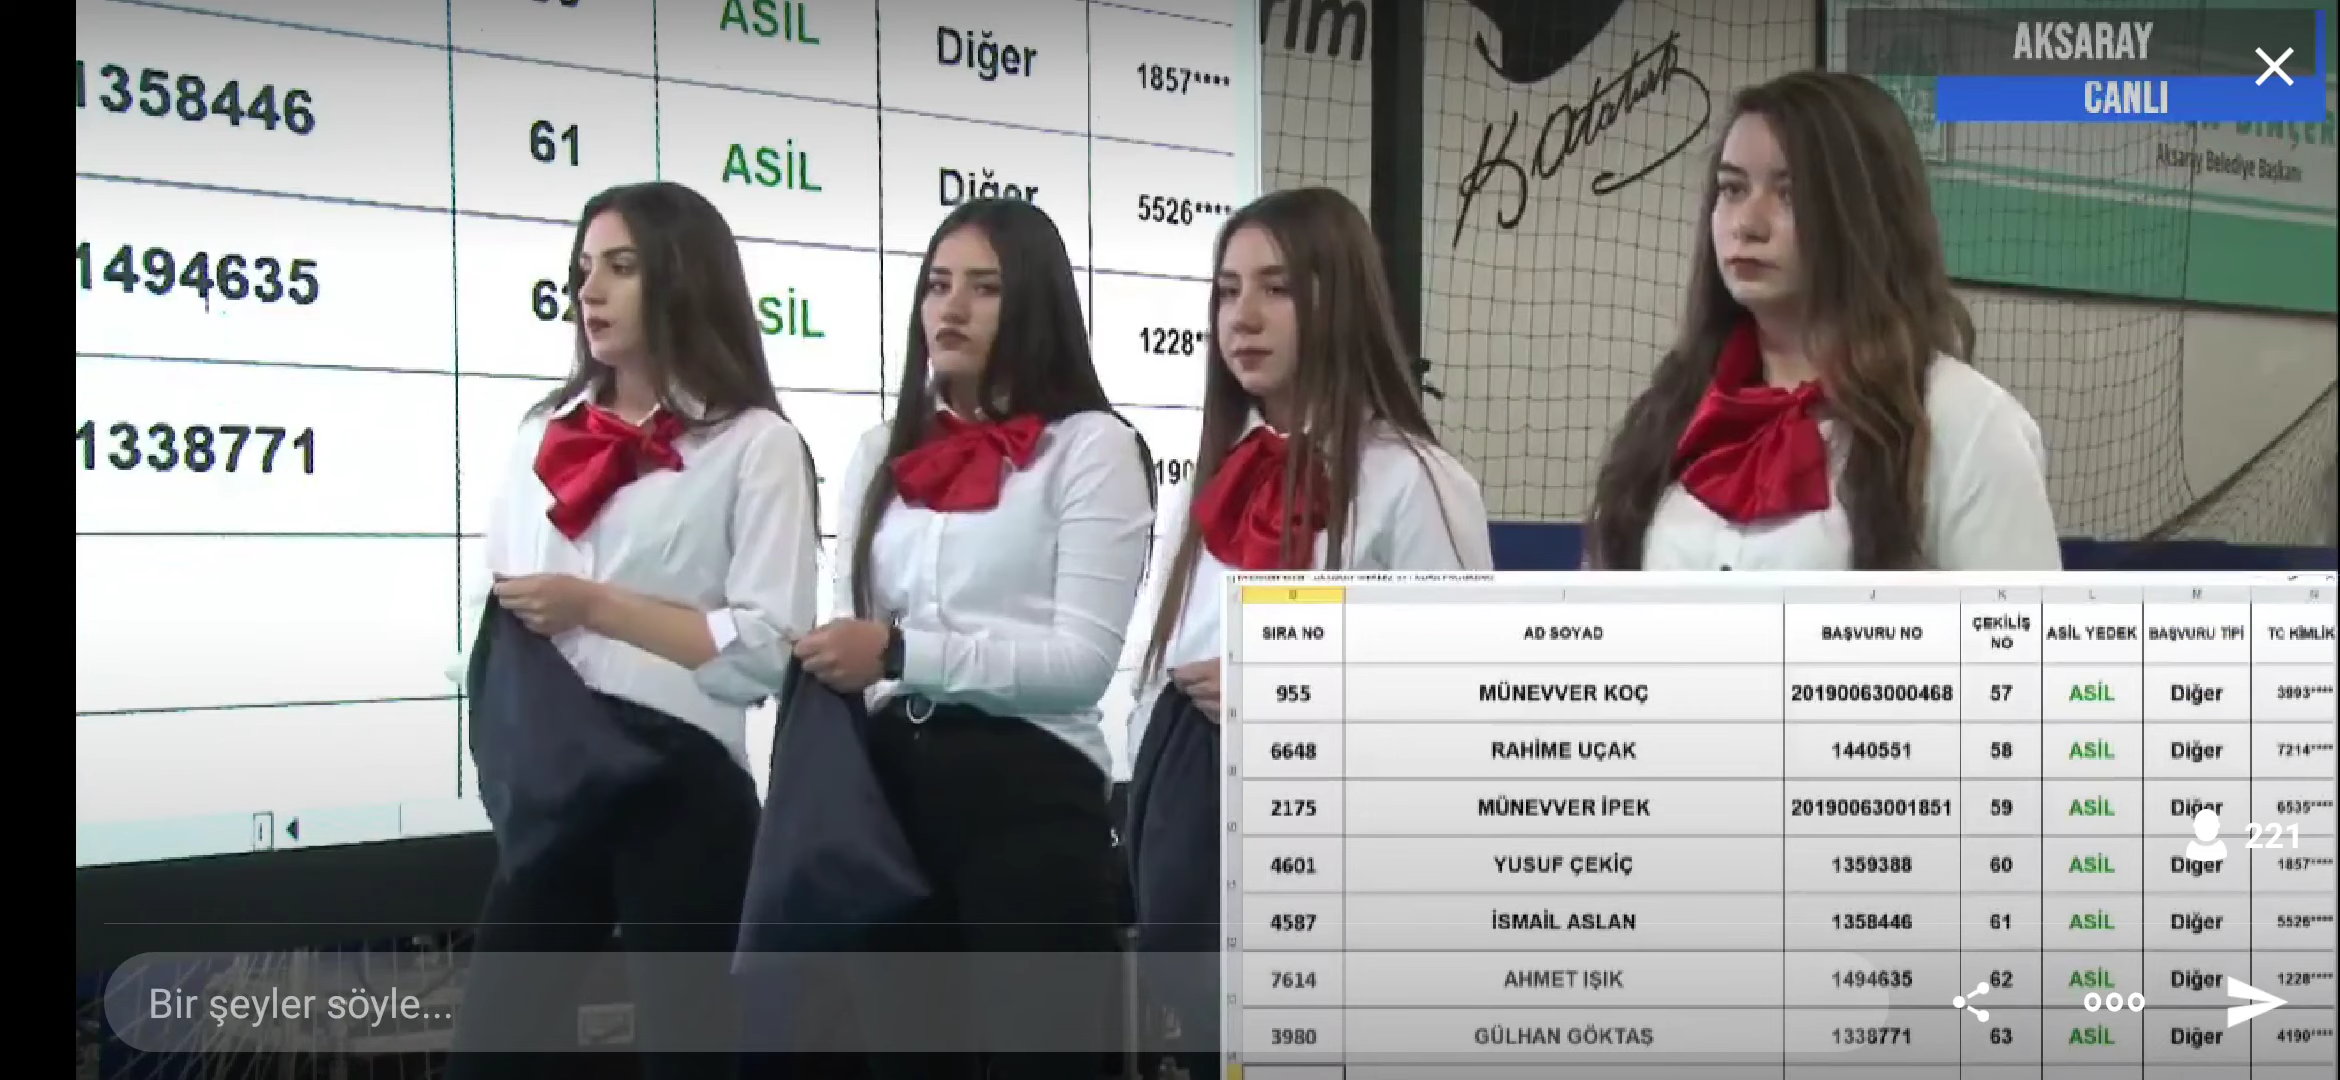 ASİL Diğer 1857****
1358446 61 ASİL Diğer 5526****
1494635 1228*
1338771
K. Atatürk
AKSARAY
CANLI
Aksaray Belediye Başkanı
B I J K L M N
SIRA NO AD SOYAD BAŞVURU NO ÇEKİLİŞ NO ASİL YEDEK BAŞVURU TİPİ TC KİMLİK
955 MÜNEVVER KOÇ 20190063000468 57 ASİL Diğer 3993****
6648 RAHİME UÇAK 1440551 58 ASİL Diğer 7214****
2175 MÜNEVVER İPEK 20190063001851 59 ASİL Diğer 6535****
221
4601 YUSUF ÇEKİÇ 1359388 60 ASİL Diğer 1857****
4587 İSMAİL ASLAN 1358446 61 ASİL Diğer 5526****
7614 AHMET IŞIK 1494635 62 ASİL Diğer 1228****
3980 GÜLHAN GÖKTAŞ 1338771 63 ASİL Diğer 4190****
Bir şeyler söyle...